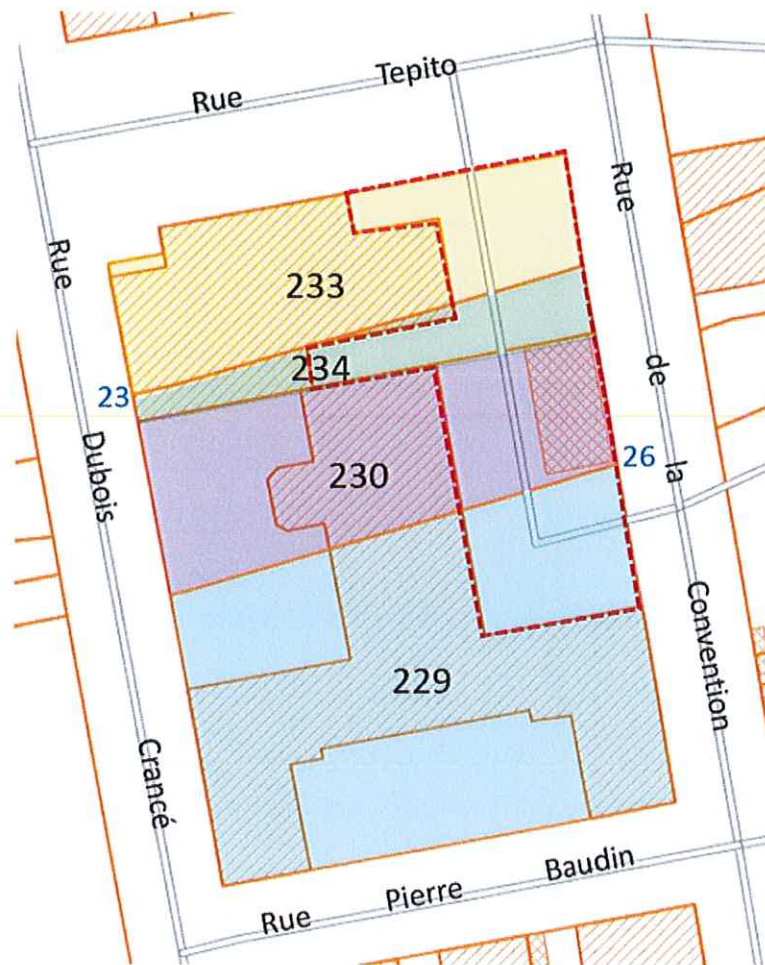 Rue Tepito
Rue Dubois Crancé
Rue de la Convention
233
234
23
230
26
229
Rue Pierre Baudin